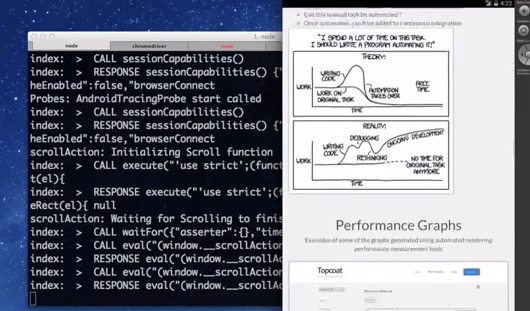 1. node
node
chromedriver
node
index: > CALL sessionCapabilities()
index: > RESPONSE sessionCapabilities() {"
heEnabled":false,"browserConnect
Probes: AndroidTracingProbe start called
index: > CALL sessionCapabilities()
index: > RESPONSE sessionCapabilities() {"
heEnabled":false,"browserConnect
scrollAction: Initializing Scroll function
index: > CALL execute("'use strict';(funct
t(el){
index: > RESPONSE execute("'use strict';(f
eRect(el){ null
scrollAction: Waiting for Scrolling to finis
index: > CALL waitFor({"asserter":{},"time
index: > CALL eval("(window.__scrollAction
index: > RESPONSE eval("(window.__scrollAc
index: > CALL eval("(window.__scrollAction
index: > RESPONSE eval("(window.__scrollAc
4:22
Can this manual task be automated ?
Once automated, can it be added to continuous integration
"I SPEND A LOT OF TIME ON THIS TASK.
I SHOULD WRITE A PROGRAM AUTOMATING IT!"
THEORY:
WRITING
CODE
WORK
WORK ON
ORIGINAL TASK
AUTOMATION
TAKES OVER
FREE
TIME
TIME
REALITY:
DEBUGGING
ONGOING DEVELOPMENT
WRITING
CODE
WORK
RETHINKING
NO TIME FOR
ORIGINAL TASK
ANYMORE
TIME
Performance Graphs
Examples of some of the graphs generated using automated rendering
performance measurement tools
Topcoat